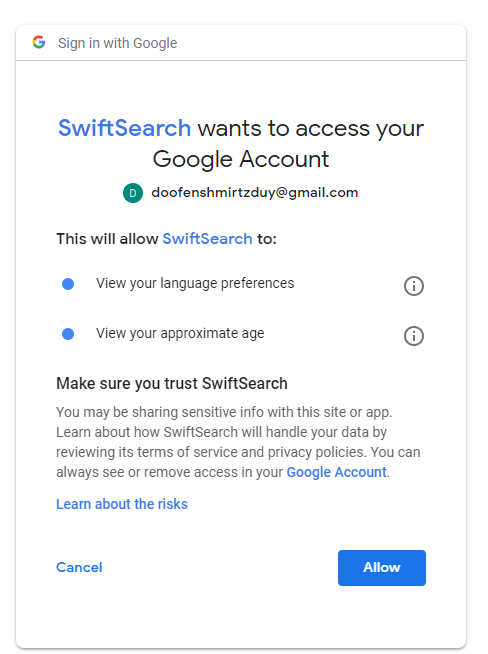 Sign in with Google
SwiftSearch wants to access your
Google Account
D doofenshmirtzduy@gmail.com
This will allow SwiftSearch to:
View your language preferences
View your approximate age
Make sure you trust SwiftSearch
You may be sharing sensitive info with this site or app.
Learn about how SwiftSearch will handle your data by
reviewing its terms of service and privacy policies. You can
always see or remove access in your Google Account.
Learn about the risks
Cancel Allow